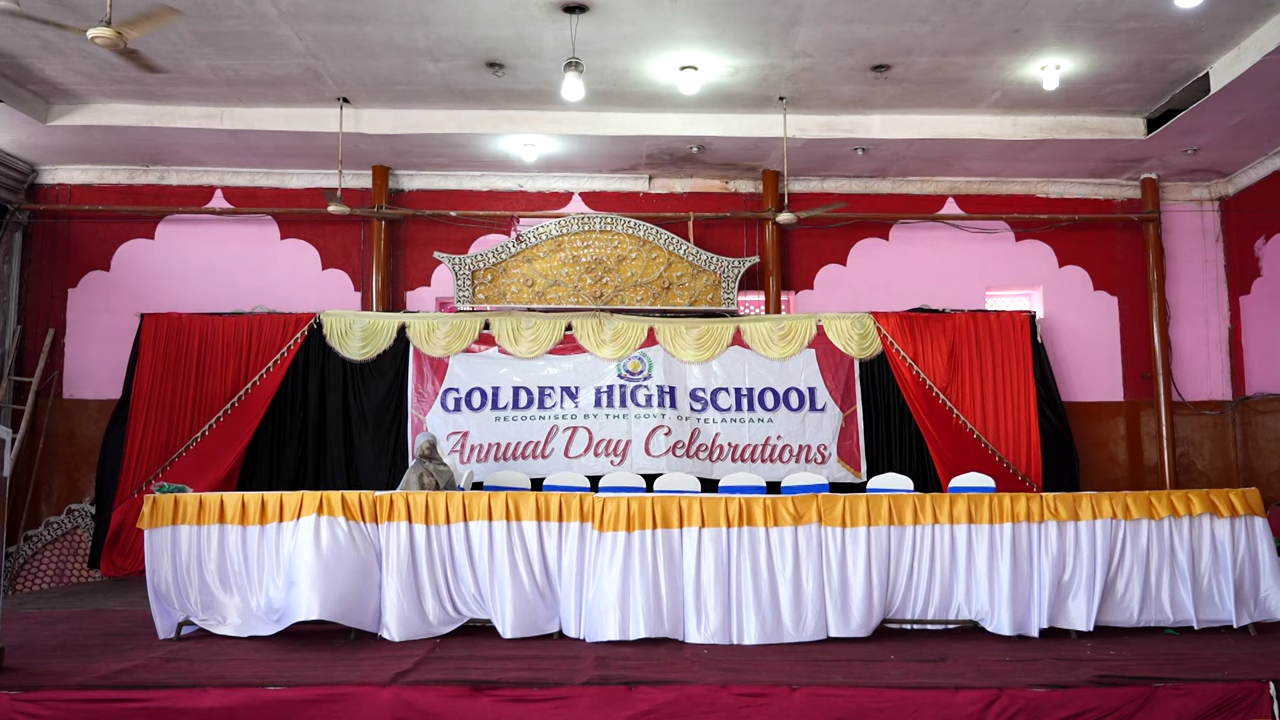 GOLDEN HIGH SCHOOL
RECOGNISED BY THE GOVT. OF TELANGANA
Annual Day Celebrations